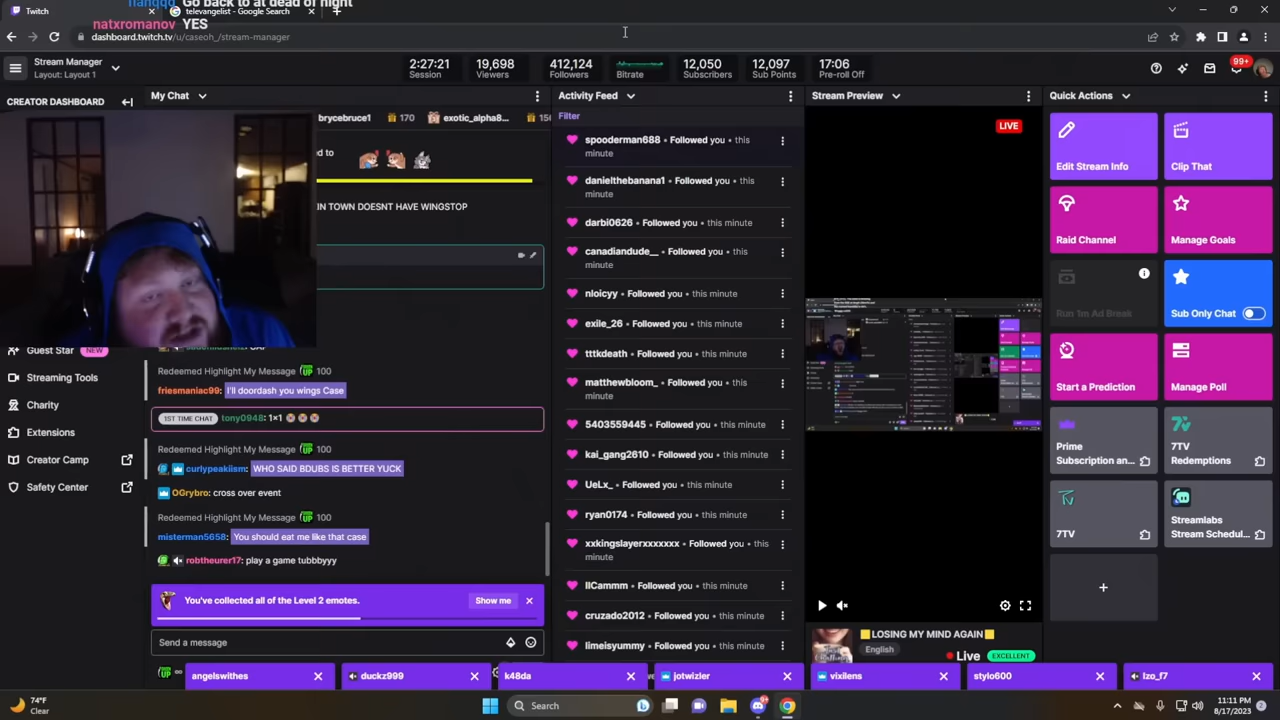 Go back to at dead of night
natxromanov YES
Twitch
televangelist - Google Search
dashboard.twitch.tv/u/caseoh_/stream-manager
Stream Manager
Layout: Layout 1
2:27:21
Session
19,698
Viewers
412,124
Followers
Bitrate
12,050
Subscribers
12,097
Sub Points
17:06
Pre-roll Off
99+
CREATOR DASHBOARD
My Chat
Activity Feed
Stream Preview
Quick Actions
brycebruce1 170 exotic_alpha8...
d to
IN TOWN DOESNT HAVE WINGSTOP
Guest Star NEW
Streaming Tools
Charity
Extensions
Creator Camp
Safety Center
Redeemed Highlight My Message 100
friesmaniac99: I'll doordash you wings Case
1ST TIME CHAT
1×1
Redeemed Highlight My Message 100
curlypeakiism: WHO SAID BDUBS IS BETTER YUCK
OGrybro: cross over event
Redeemed Highlight My Message 100
misterman5658: You should eat me like that case
robtheurer17: play a game tubbbyyy
You've collected all of the Level 2 emotes.
Show me
Send a message
Filter
spooderman688 • Followed you • this
minute
danielthebanana1 • Followed you • this
minute
darbi0626 • Followed you • this minute
canadiandude__ • Followed you • this
minute
nloicyy • Followed you • this minute
exiko_26 • Followed you • this minute
tttkdeath • Followed you • this minute
Followed you • this
minute
Followed you • this minute
kai_gang2610 • Followed you • this minute
UeLx_ • Followed you • this minute
ryan0174 • Followed you • this minute
xxkingslayerxxxxxxx • Followed you • this
minute
Followed you • this minute
cruzado2012 • Followed you • this minute
Followed you • this minute
LIVE
LOSING MY MIND AGAIN
English
Live EXCELLENT
Edit Stream Info
Clip That
Raid Channel
Manage Goals
Run 1m Ad Break
Sub Only Chat
Start a Prediction
Manage Poll
Prime
Subscription an...
7TV
Redemptions
7TV
Streamlabs
Stream Schedul...
angelswithes
duckz999
k48da
jotwizler
vixilens
stylo600
74°F
Clear
Search
11:11 PM
8/17/2023